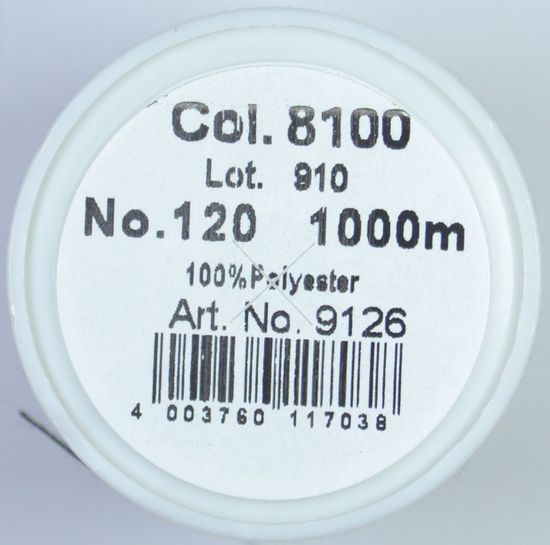 Col. 8100
Lot. 910
No.120 1000m
100%Polyester
Art. No. 9126
4 003760 117038